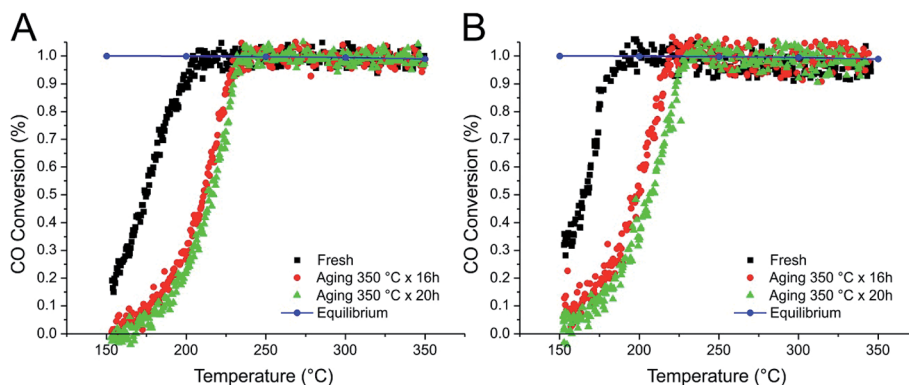 A
CO Conversion (%)
1.0
0.9
0.8
0.7
0.6
0.5
0.4
0.3
0.2
0.1
0.0
Fresh
Aging 350 °C x 16h
Aging 350 °C x 20h
Equilibrium
150 200 250 300 350
Temperature (°C)
B
CO Conversion (%)
1.0
0.9
0.8
0.7
0.6
0.5
0.4
0.3
0.2
0.1
0.0
Fresh
Aging 350 °C x 16h
Aging 350 °C x 20h
Equilibrium
150 200 250 300 350
Temperature (°C)